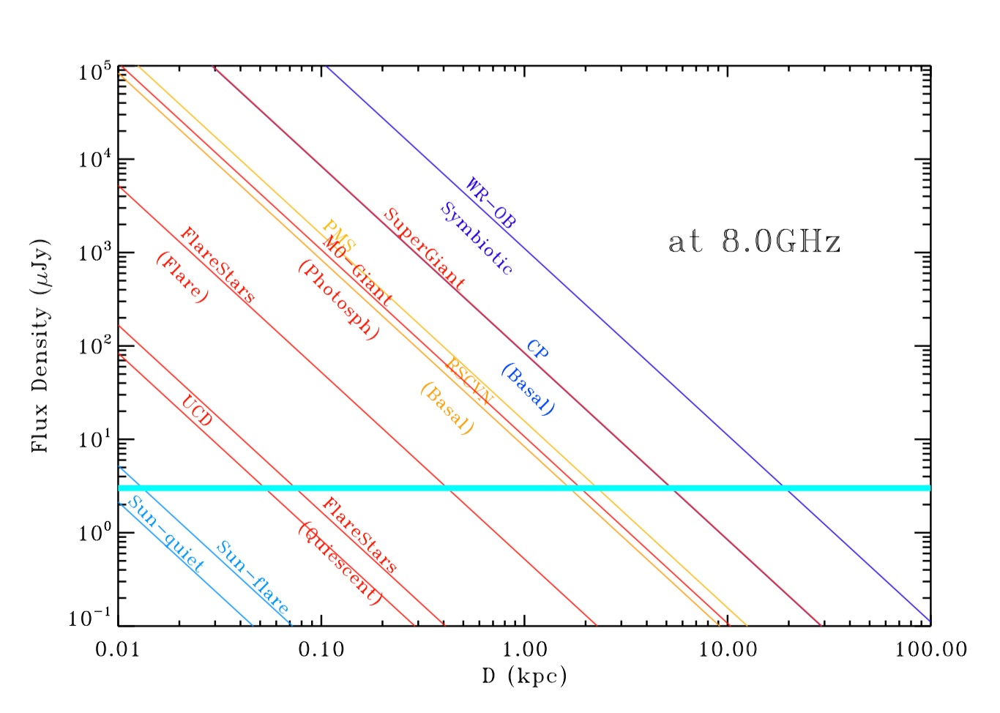 10^5
10^4
10^3
10^2
10^1
10^0
10^-1
Flux Density (μJy)
WR-OB
Symbiotic
SuperGiant
PMS
M0-Giant
(Photosph)
FlareStars
(Flare)
at 8.0GHz
CP
(Basal)
RSCVN
(Basal)
UCD
FlareStars
(Quiescent)
Sun-quiet
Sun-flare
0.01 0.10 1.00 10.00 100.00
D (kpc)